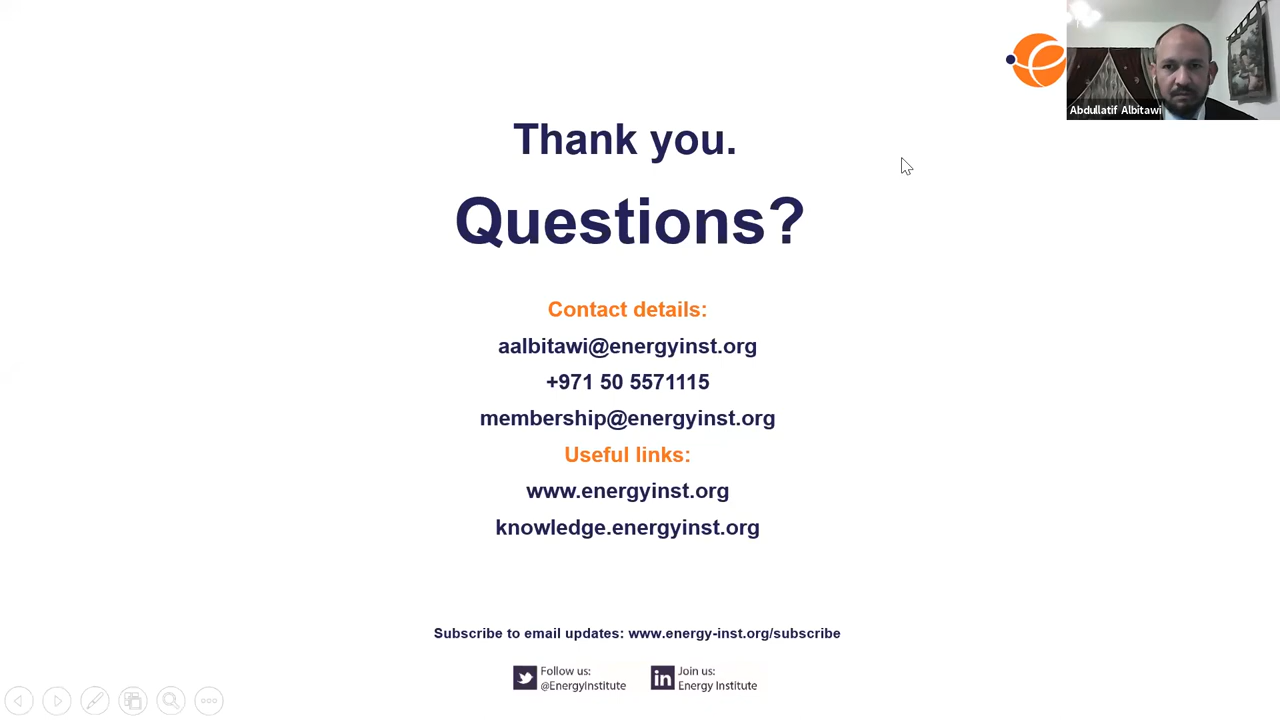 Abdullatif Albitawi
Thank you.
Questions?
Contact details:
aalbitawi@energyinst.org
+971 50 5571115
membership@energyinst.org
Useful links:
www.energyinst.org
knowledge.energyinst.org
Subscribe to email updates: www.energy-inst.org/subscribe
Follow us:
@EnergyInstitute
in
Join us:
Energy Institute